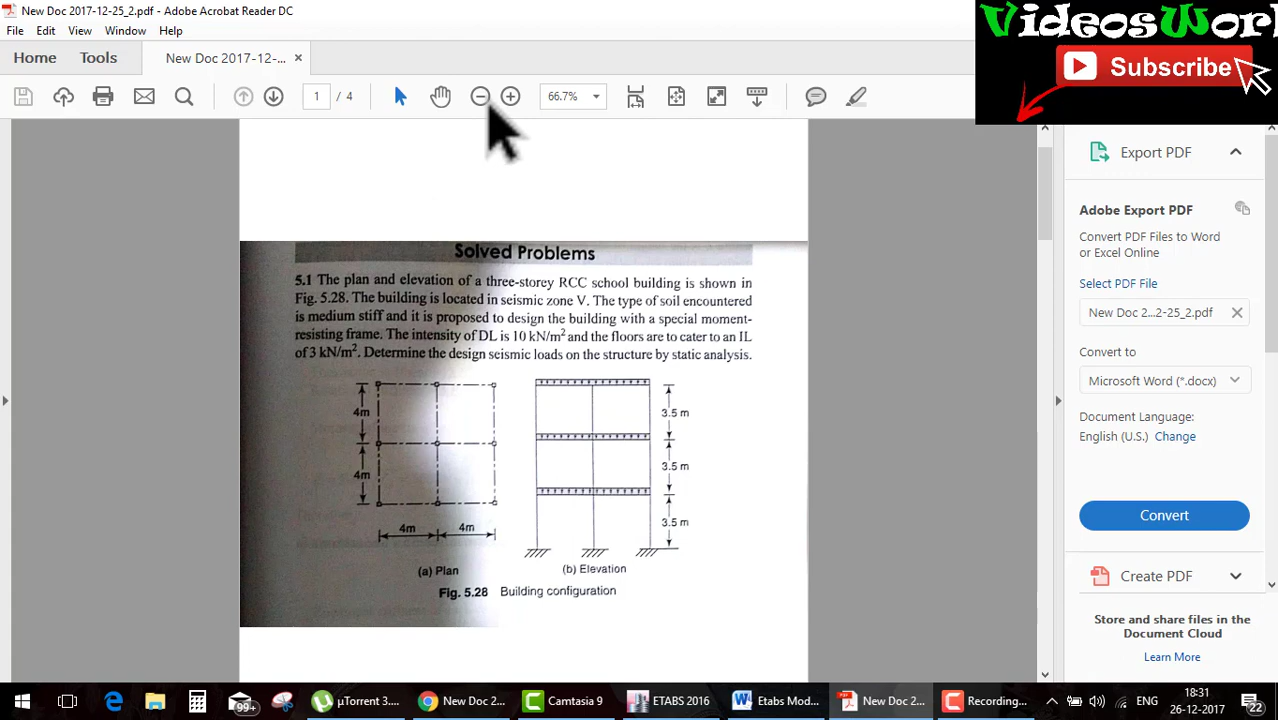 New Doc 2017-12-25_2.pdf - Adobe Acrobat Reader DC
File Edit View Window Help
Home Tools New Doc 2017-12-... ×
1 / 4 66.7%
VideosWorl
Subscribe
Export PDF
Adobe Export PDF
Convert PDF Files to Word
or Excel Online
Select PDF File
New Doc 2...2-25_2.pdf
Convert to
Microsoft Word (*.docx)
Document Language:
English (U.S.) Change
Convert
Create PDF
Store and share files in the
Document Cloud
Learn More
Solved Problems
5.1 The plan and elevation of a three-storey RCC school building is shown in
Fig. 5.28. The building is located in seismic zone V. The type of soil encountered
is medium stiff and it is proposed to design the building with a special moment-
resisting frame. The intensity of DL is 10 kN/m² and the floors are to cater to an IL
of 3 kN/m². Determine the design seismic loads on the structure by static analysis.
4m
4m
4m 4m
3.5 m
3.5 m
3.5 m
(a) Plan
(b) Elevation
Fig. 5.28 Building configuration
99+
µTorrent 3....
New Doc 2...
Camtasia 9
ETABS 2016
Etabs Mod...
New Doc 2...
Recording...
ENG
18:31
26-12-2017
22